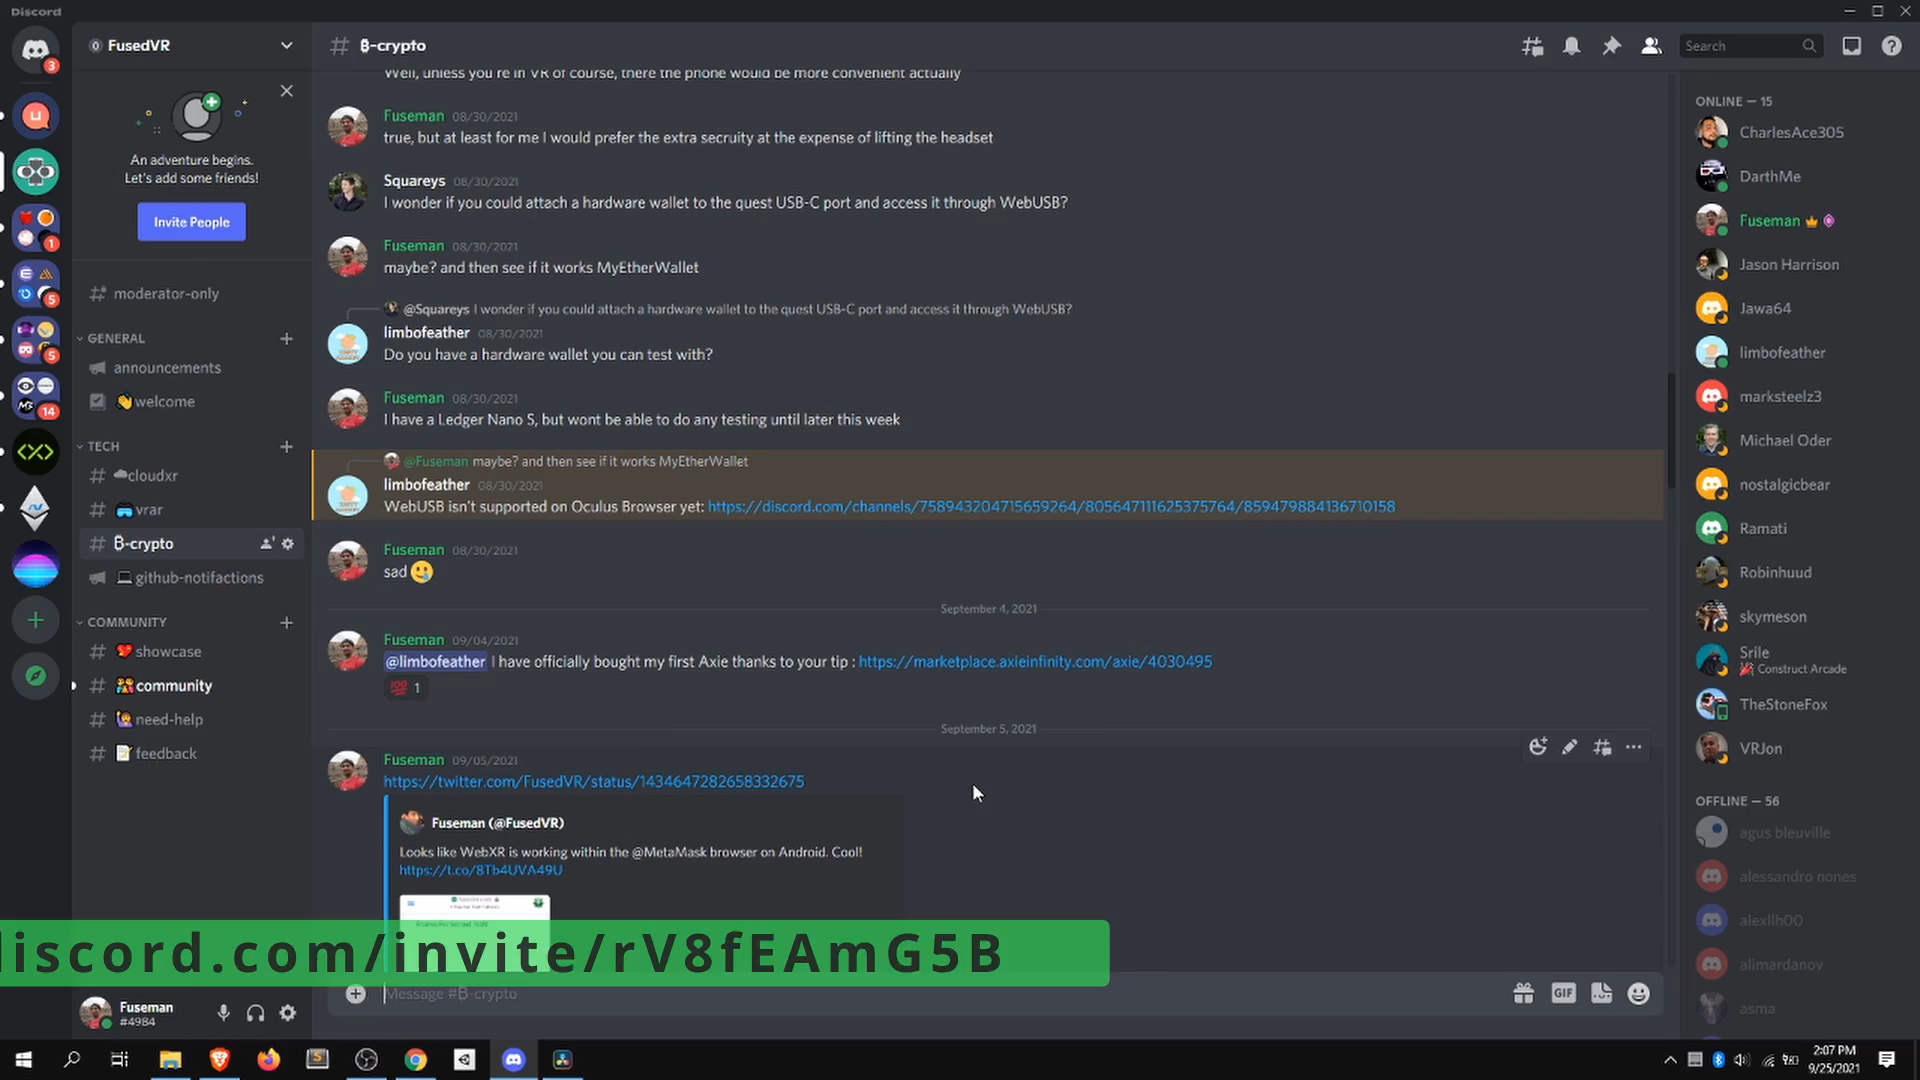 Discord
3
FusedVR
An adventure begins.
Let's add some friends!
Invite People
moderator-only
GENERAL
announcements
welcome
TECH
cloudxr
vrar
₿-crypto
github-notifactions
COMMUNITY
showcase
community
need-help
feedback
1
5
5
14
Fuseman
#4984
₿-crypto
Search
Well, unless you're in VR of course, there the phone would be more convenient actually
Fuseman 08/30/2021
true, but at least for me I would prefer the extra secruity at the expense of lifting the headset
Squareys 08/30/2021
I wonder if you could attach a hardware wallet to the quest USB-C port and access it through WebUSB?
Fuseman 08/30/2021
maybe? and then see if it works MyEtherWallet
@Squareys I wonder if you could attach a hardware wallet to the quest USB-C port and access it through WebUSB?
limbofeather 08/30/2021
Do you have a hardware wallet you can test with?
Fuseman 08/30/2021
I have a Ledger Nano S, but wont be able to do any testing until later this week
@Fuseman maybe? and then see if it works MyEtherWallet
limbofeather 08/30/2021
WebUSB isn't supported on Oculus Browser yet: https://discord.com/channels/758943204715659264/805647111625375764/859479884136710158
Fuseman 08/30/2021
sad
September 4, 2021
Fuseman 09/04/2021
@limbofeather I have officially bought my first Axie thanks to your tip : https://marketplace.axieinfinity.com/axie/4030495
1
September 5, 2021
Fuseman 09/05/2021
https://twitter.com/FusedVR/status/1434647282658332675
Fuseman (@FusedVR)
Looks like WebXR is working within the @MetaMask browser on Android. Cool!
https://t.co/8Tb4UVA49U
discord.com/invite/rV8fEAmG5B
Message #₿-crypto
GIF
ONLINE — 15
CharlesAce305
DarthMe
Fuseman
Jason Harrison
Jawa64
limbofeather
marksteelz3
Michael Oder
nostalgicbear
Ramati
Robinhuud
skymeson
Srile
Construct Arcade
TheStoneFox
VRJon
OFFLINE — 56
agus bleuville
alessandro nones
alexllh00
alimardanov
asma
2:07 PM
9/25/2021